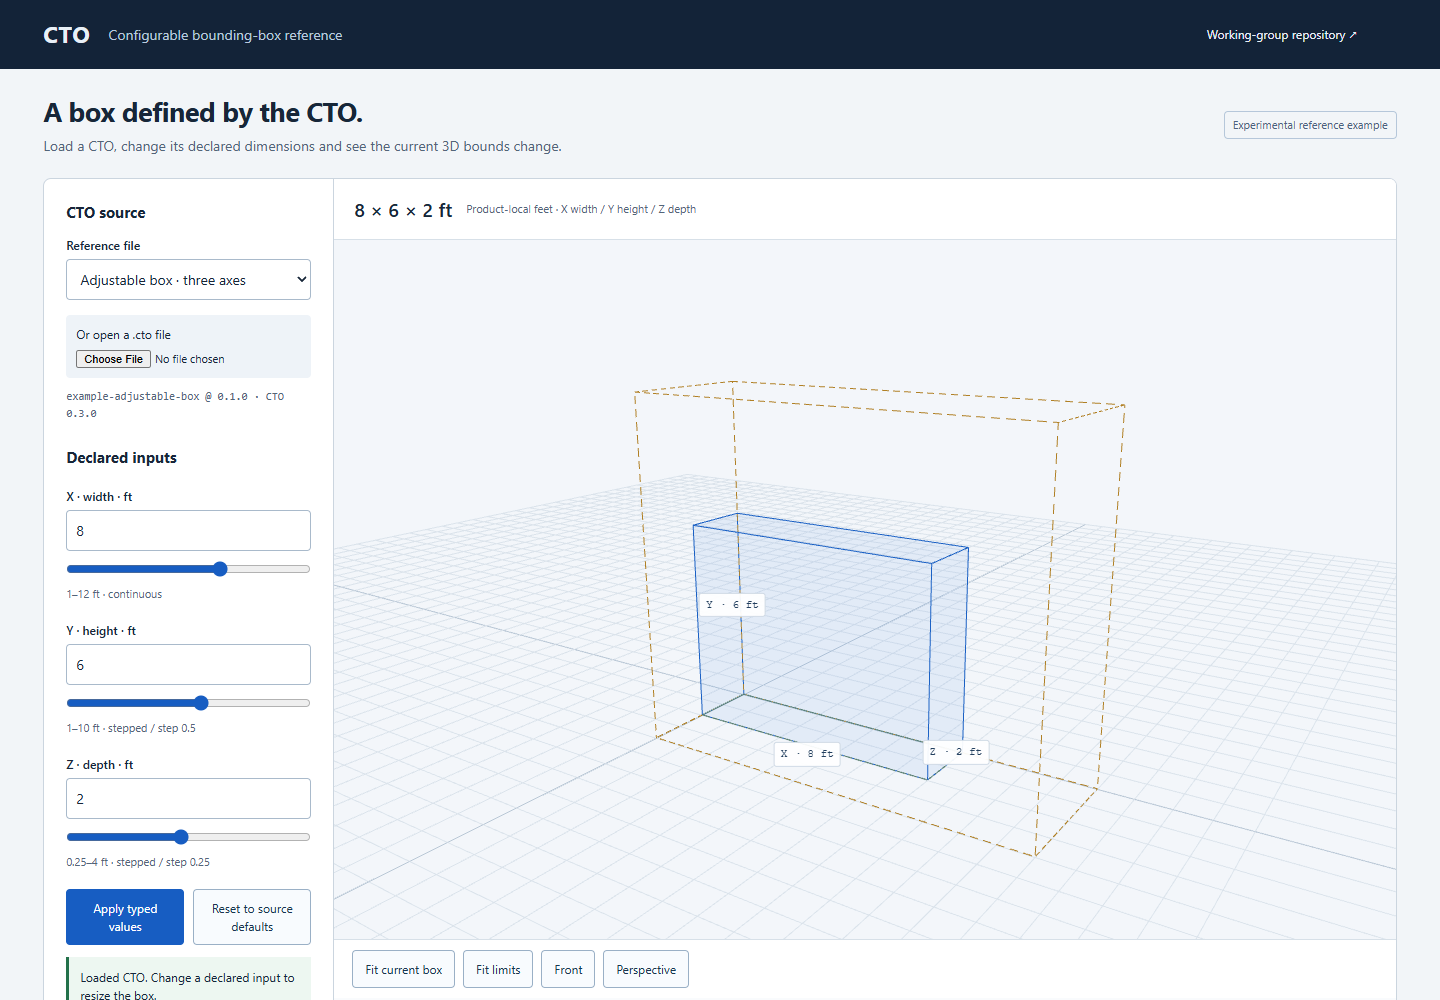 CTO Configurable bounding-box reference
Working-group repository ↗
A box defined by the CTO.
Load a CTO, change its declared dimensions and see the current 3D bounds change.
Experimental reference example
CTO source
Reference file
Adjustable box · three axes
Or open a .cto file
Choose File No file chosen
example-adjustable-box @ 0.1.0 · CTO
0.3.0
Declared inputs
X · width · ft
8
1–12 ft · continuous
Y · height · ft
6
1–10 ft · stepped / step 0.5
Z · depth · ft
2
0.25–4 ft · stepped / step 0.25
Apply typed
values
Reset to source
defaults
Loaded CTO. Change a declared input to
resize the box.
8 × 6 × 2 ft Product-local feet · X width / Y height / Z depth
Y · 6 ft
X · 8 ft
Z · 2 ft
Fit current box
Fit limits
Front
Perspective